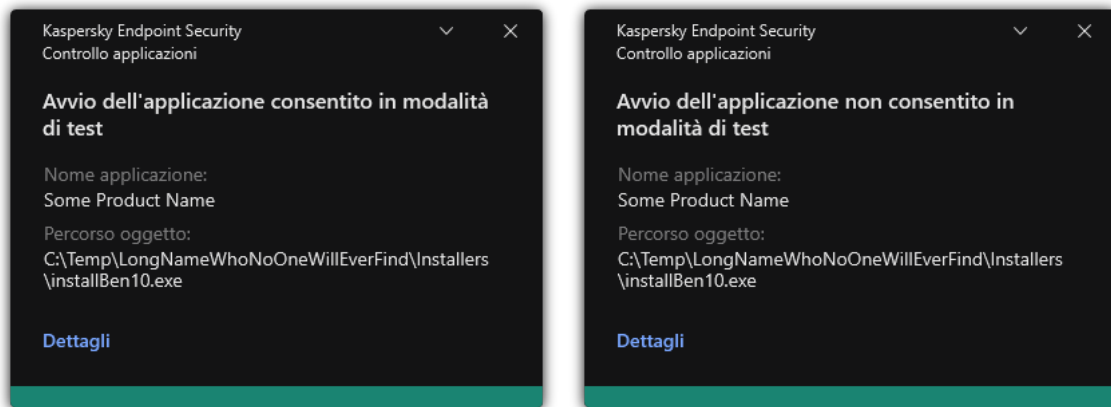 Kaspersky Endpoint Security
Controllo applicazioni
Avvio dell'applicazione consentito in modalità
di test
Nome applicazione:
Some Product Name
Percorso oggetto:
C:\Temp\LongNameWhoNoOneWillEverFind\Installers
\installBen10.exe
Dettagli
Kaspersky Endpoint Security
Controllo applicazioni
Avvio dell'applicazione non consentito in
modalità di test
Nome applicazione:
Some Product Name
Percorso oggetto:
C:\Temp\LongNameWhoNoOneWillEverFind\Installers
\installBen10.exe
Dettagli